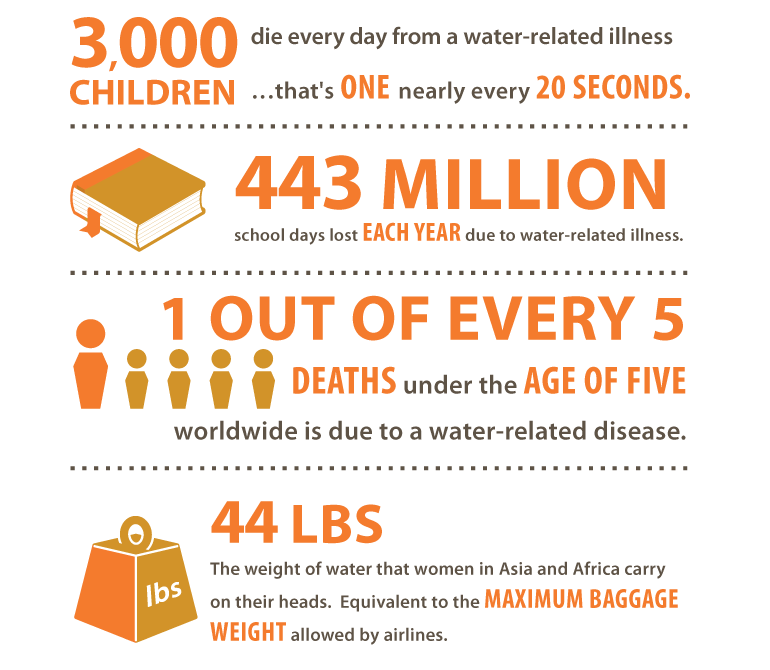 3,000 die every day from a water-related illness
CHILDREN ...that's ONE nearly every 20 SECONDS.
443 MILLION
school days lost EACH YEAR due to water-related illness.
1 OUT OF EVERY 5
DEATHS under the AGE OF FIVE
worldwide is due to a water-related disease.
44 LBS
lbs
The weight of water that women in Asia and Africa carry
on their heads. Equivalent to the MAXIMUM BAGGAGE
WEIGHT allowed by airlines.